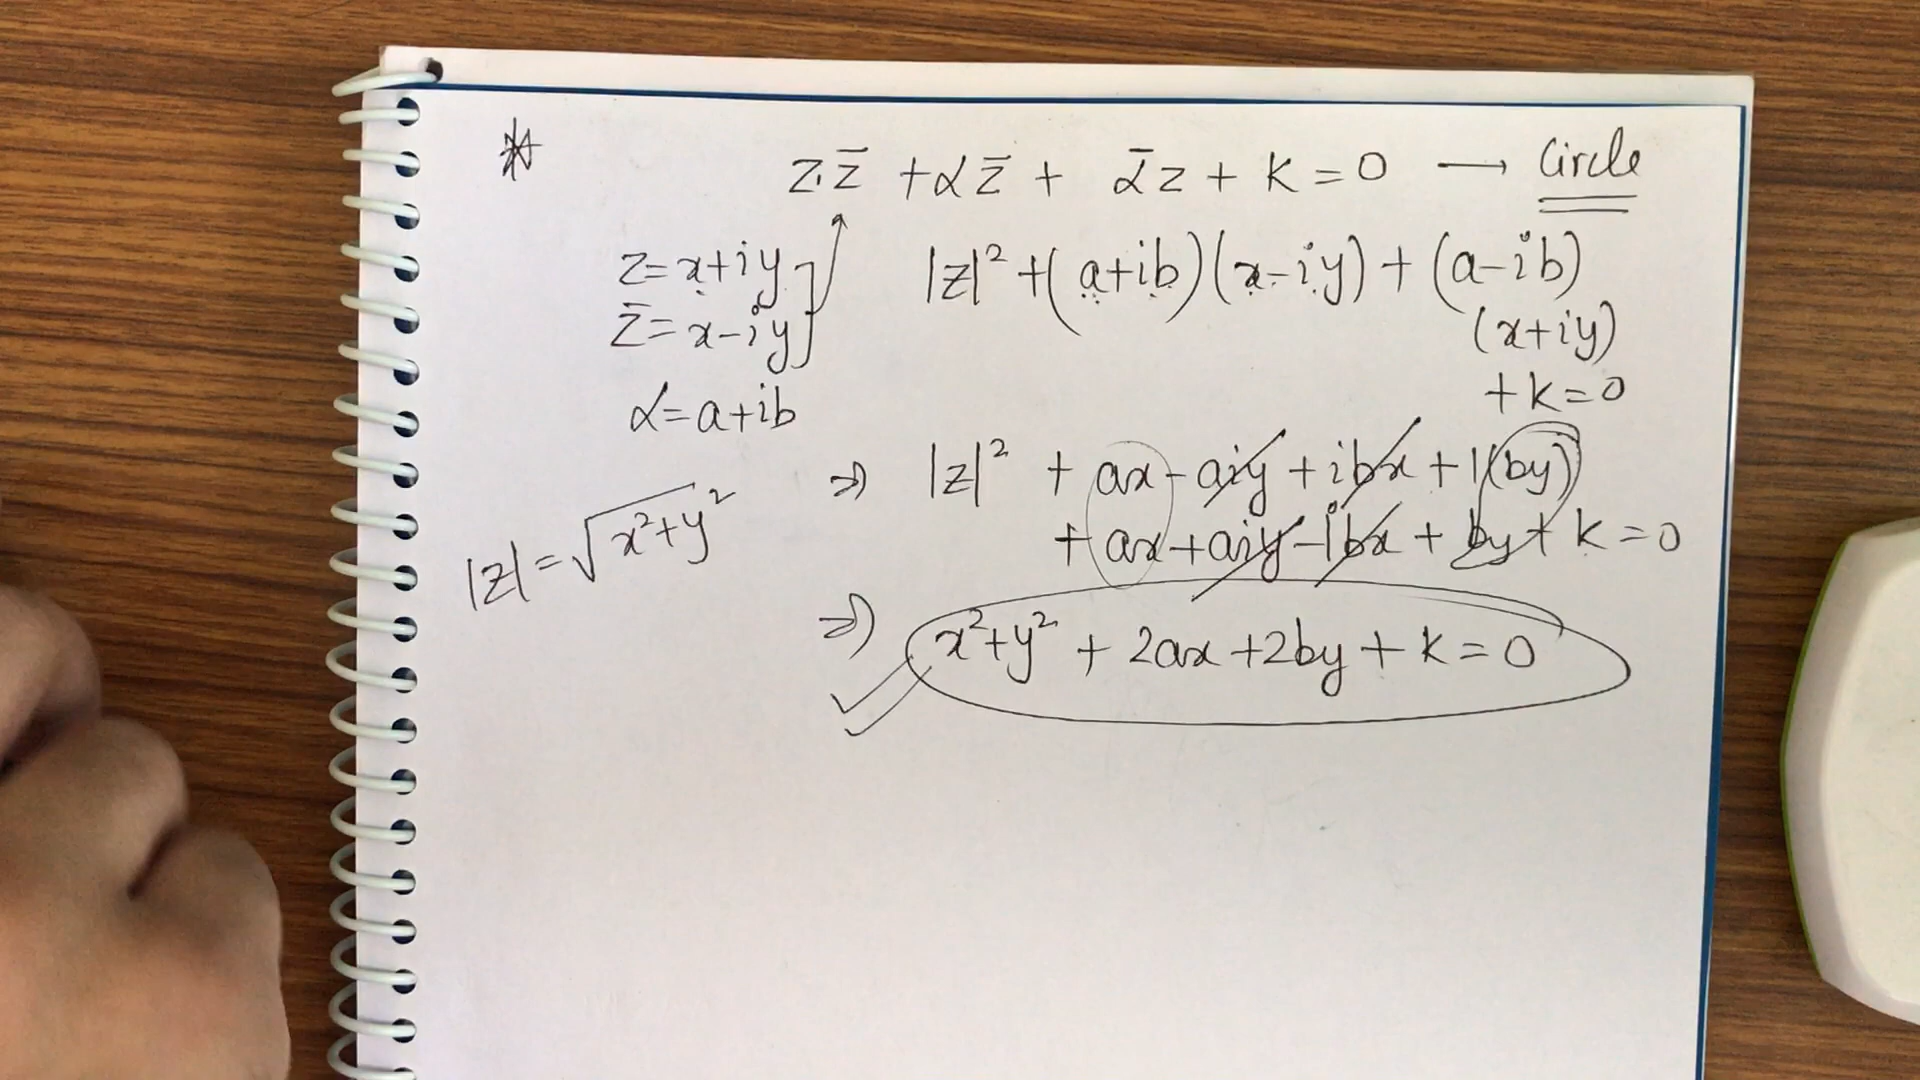 * z.z̄ + αz̄ + ᾱz + k = 0 → Circle
z = x+iy
z̄ = x-iy
α = a+ib
|z|² + (a+ib)(x-iy) + (a-ib)
(x+iy)
+ k = 0
⇒ |z|² + ax - aiy + ibx + 1(by)
+ ax + aiy - ibx + by + k = 0
|z| = √x²+y²
⇒ x²+y² + 2ax + 2by + k = 0